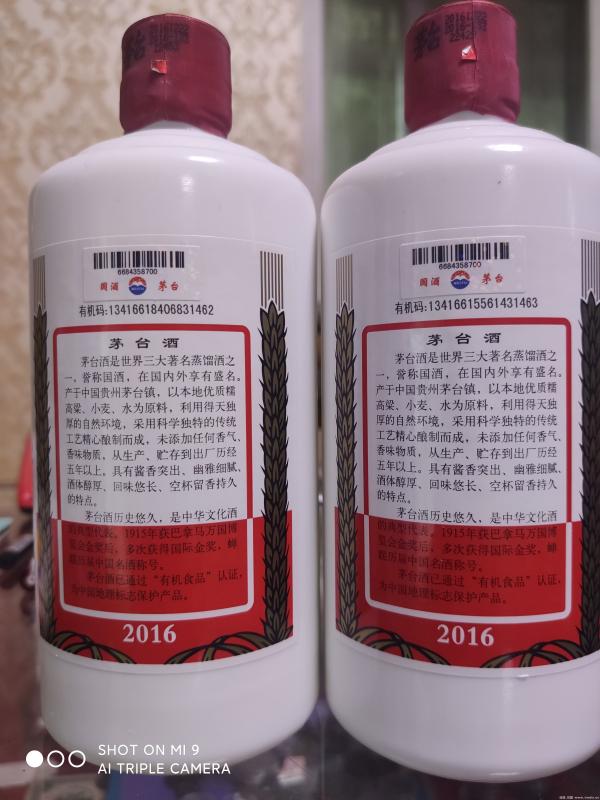 茅台
6684358700
国酒 茅台
有机码:13416618406831462
茅台酒
茅台酒是世界三大著名蒸馏酒之
一，誉称国酒，在国内外享有盛名。
产于中国贵州茅台镇，以本地优质糯
高粱、小麦、水为原料，利用得天独
厚的自然环境，采用科学独特的传统
工艺精心酿制而成，未添加任何香气、
香味物质，从生产、贮存到出厂历经
五年以上。具有酱香突出、幽雅细腻、
酒体醇厚、回味悠长、空杯留香持久
的特点。
茅台酒历史悠久，是中华文化酒
的典型代表。1915年获巴拿马万国博
览会金奖后，多次获得国际金奖，蝉
联历届中国名酒称号。
茅台酒已通过“有机食品”认证，
为中国地理标志保护产品。
2016
茅台
6684358700
国酒 茅台
有机码:13416615561431463
茅台酒
茅台酒是世界三大著名蒸馏酒之
一，誉称国酒，在国内外享有盛名。
产于中国贵州茅台镇，以本地优质糯
高粱、小麦、水为原料，利用得天独
厚的自然环境，采用科学独特的传统
工艺精心酿制而成，未添加任何香气、
香味物质，从生产、贮存到出厂历经
五年以上。具有酱香突出、幽雅细腻、
酒体醇厚、回味悠长、空杯留香持久
的特点。
茅台酒历史悠久，是中华文化酒
的典型代表。1915年获巴拿马万国博
览会金奖后，多次获得国际金奖，蝉
联历届中国名酒称号。
茅台酒已通过“有机食品”认证，
为中国地理标志保护产品。
2016
SHOT ON MI 9
AI TRIPLE CAMERA